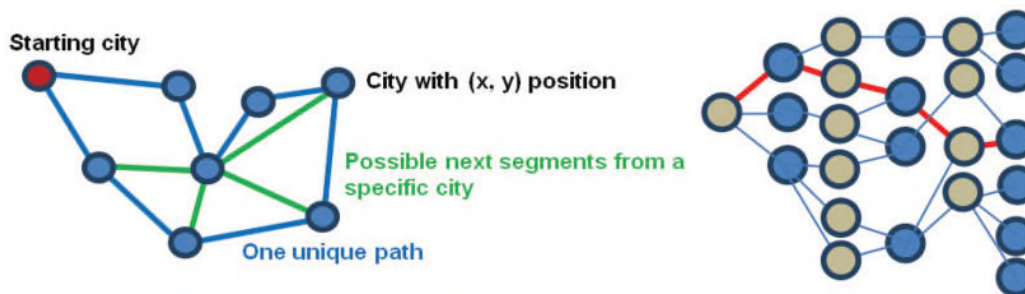 Starting city
City with (x, y) position
Possible next segments from a
specific city
One unique path